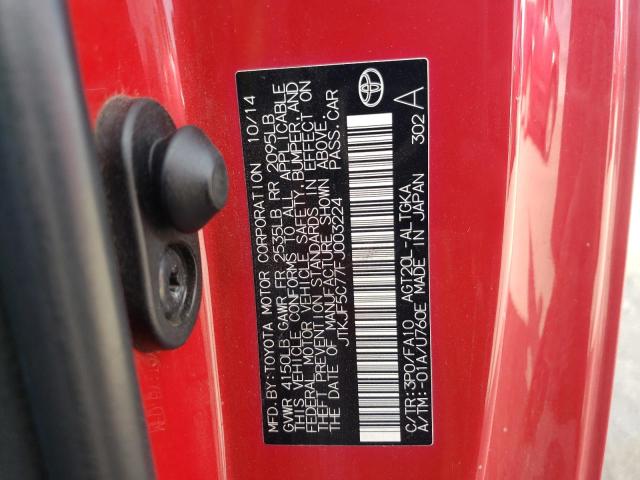 MFD.BY:TOYOTA MOTOR CORPORATION 10/14
GVWR 4150LB GAWR FR 2535LB RR 2095LB
THIS VEHICLE CONFORMS TO ALL APPLICABLE
FEDERAL MOTOR VEHICLE SAFETY,BUMPER,AND
THEFT PREVENTION STANDARDS IN EFFECT ON
THE DATE OF MANUFACTURE SHOWN ABOVE.
JTKJF5C77FJ003224 PASS.CAR
C/TR:3P0/FA10 AGT20L-ALTGKA
A/TM:-01A/U760E MADE IN JAPAN 302 A